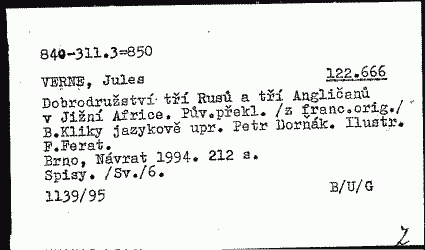 840-311.3=850
VERNE, Jules 122.666
Dobrodružství tří Rusů a tří Angličanů
v Jižní Africe. Pův.překl. /z franc.orig./
B.Kliky jazykově upr. Petr Dorňák. Ilustr.
F.Ferat.
Brno, Návrat 1994. 212 s.
Spisy. /Sv./6.
1139/95 B/U/G
Z